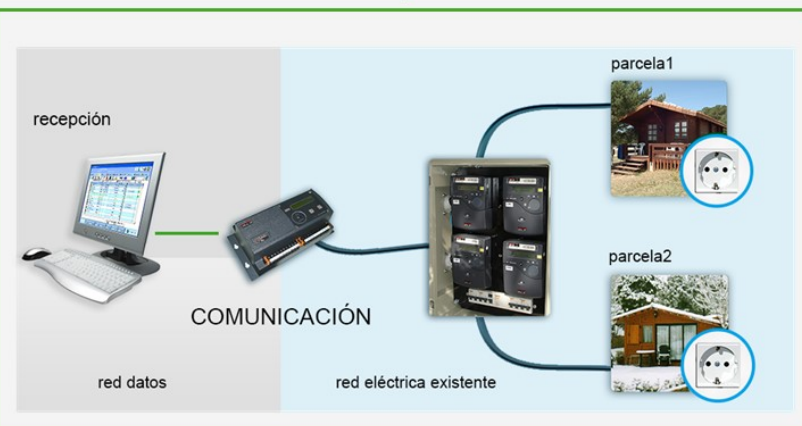 parcela1
recepción
parcela2
COMUNICACIÓN
red datos
red eléctrica existente